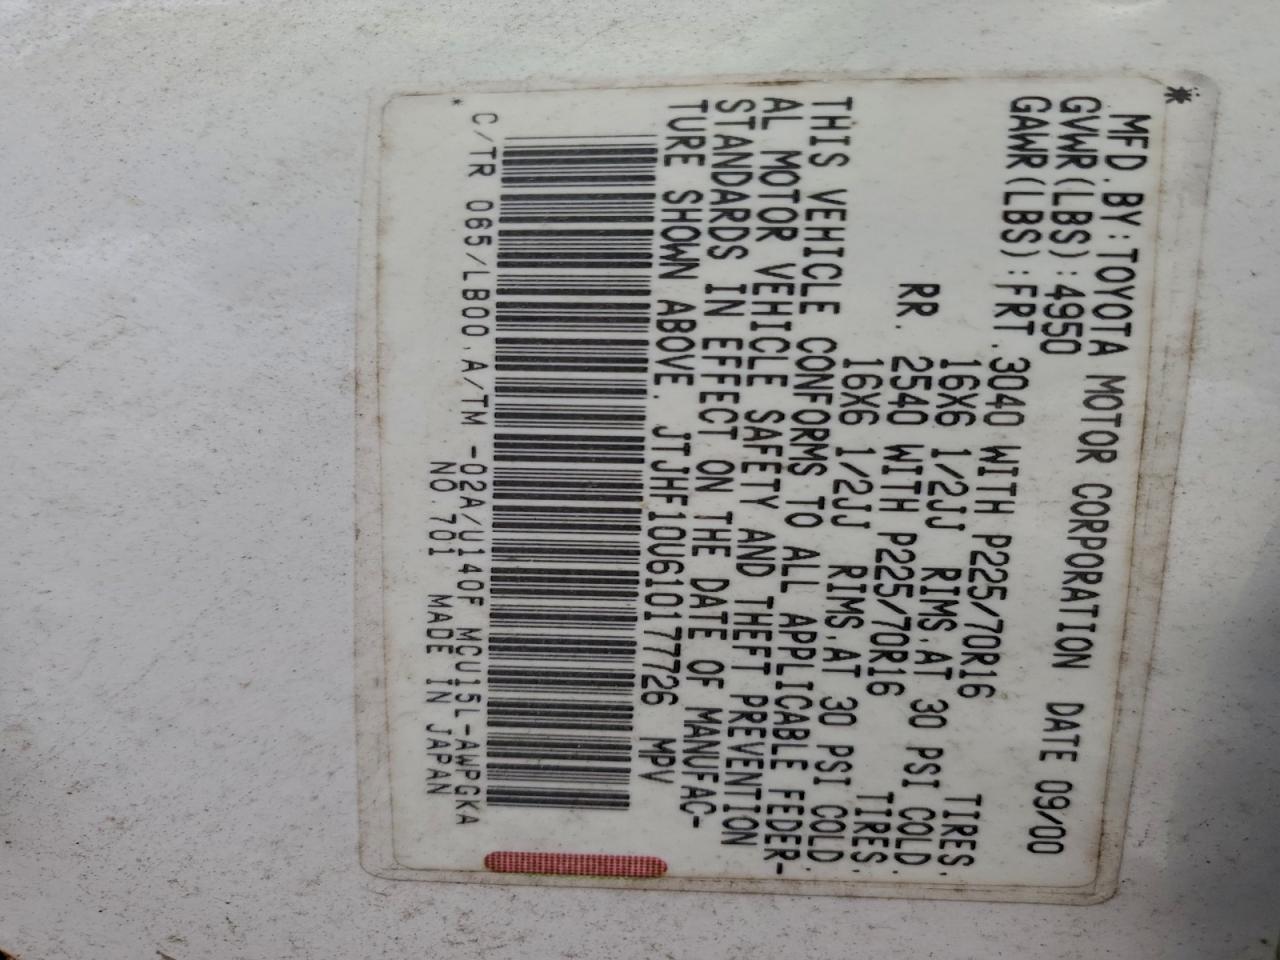 MFD.BY:TOYOTA MOTOR CORPORATION DATE 09/00
GVWR(LBS):4950
GAWR(LBS):FRT.3040 WITH P225/70R16 TIRES,
16X6 1/2JJ RIMS,AT 30 PSI COLD.
RR. 2540 WITH P225/70R16 TIRES,
16X6 1/2JJ RIMS,AT 30 PSI COLD.
THIS VEHICLE CONFORMS TO ALL APPLICABLE FEDER-
AL MOTOR VEHICLE SAFETY AND THEFT PREVENTION
STANDARDS IN EFFECT ON THE DATE OF MANUFAC-
TURE SHOWN ABOVE. JTJHF10U610177726 MPV
C/TR 065/LB00.A/TM -02A/U140F MCU15L-AWPGKA
NO.701 MADE IN JAPAN